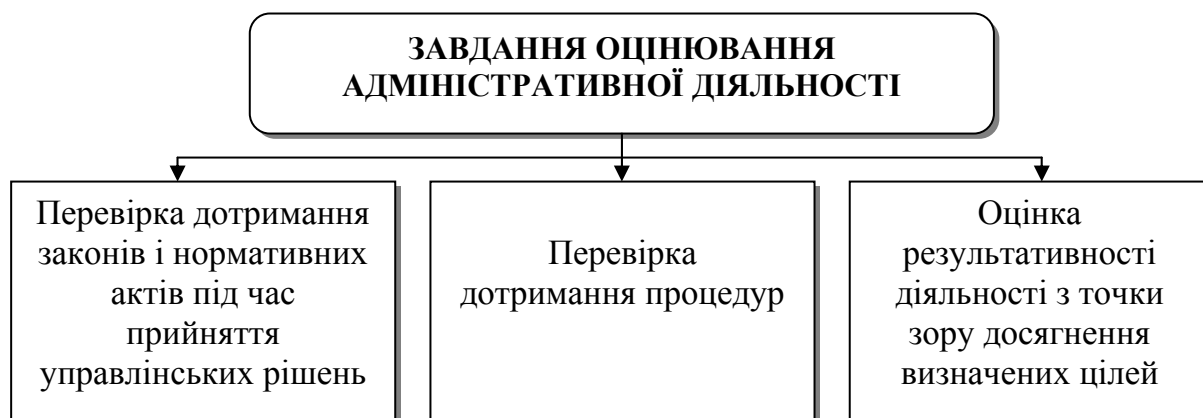 ЗАВДАННЯ ОЦІНЮВАННЯ
АДМІНІСТРАТИВНОЇ ДІЯЛЬНОСТІ
Перевірка дотримання
законів і нормативних
актів під час
прийняття
управлінських рішень
Перевірка
дотримання процедур
Оцінка
результативності
діяльності з точки
зору досягнення
визначених цілей